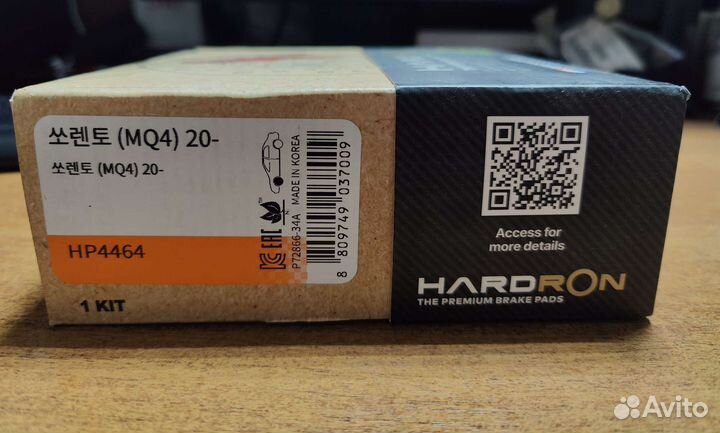 쏘렌토 (MQ4) 20-
쏘렌토 (MQ4) 20-
HP4464
1 KIT
EAC
P72866-34A MADE IN KOREA
8 809749 037009
Access for
more details
HARDRON
THE PREMIUM BRAKE PADS
Avito